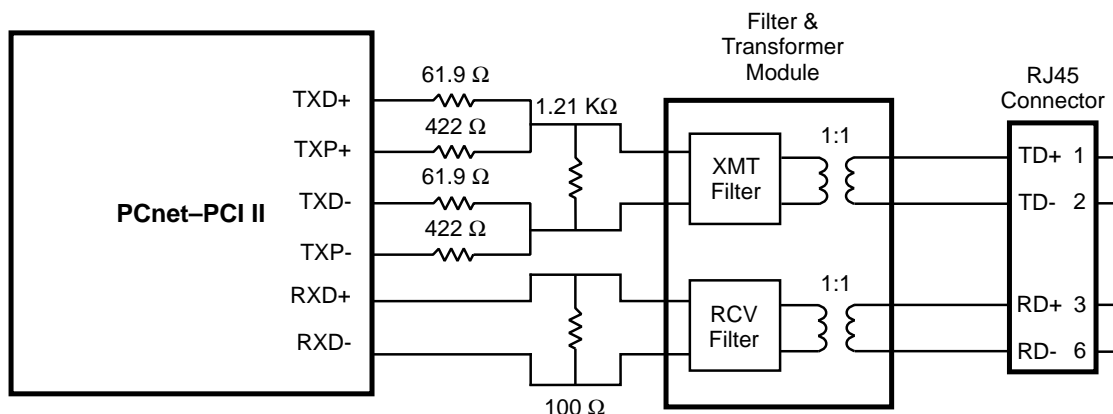 Filter &
Transformer
Module
RJ45
Connector
PCnet–PCI II
TXD+
TXP+
TXD-
TXP-
RXD+
RXD-
61.9 Ω
422 Ω
61.9 Ω
422 Ω
1.21 KΩ
100 Ω
XMT
Filter
1:1
RCV
Filter
1:1
TD+ 1
TD- 2
RD+ 3
RD- 6